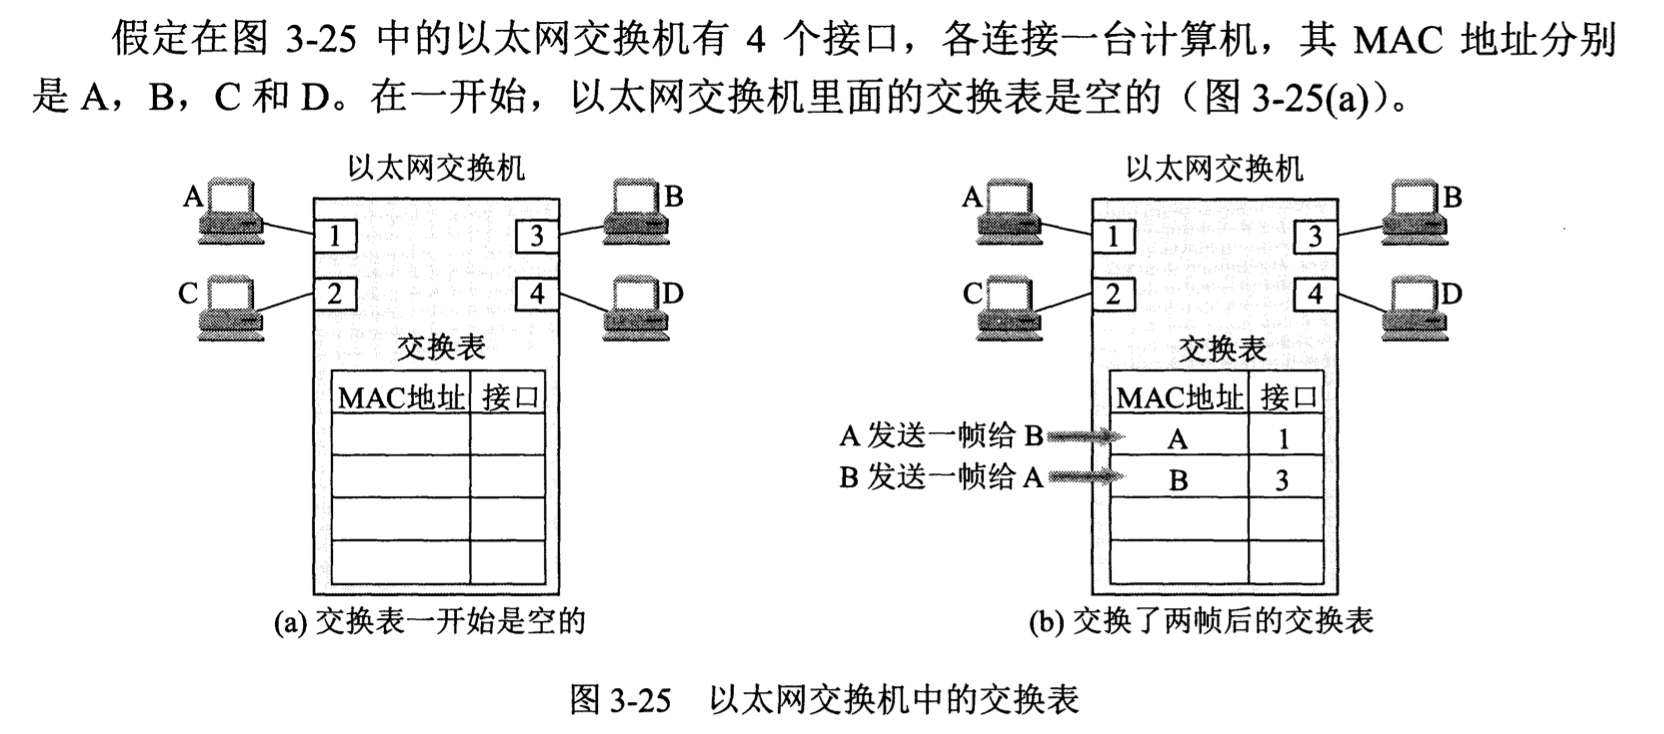 假定在图 3-25 中的以太网交换机有 4 个接口，各连接一台计算机，其 MAC 地址分别
是 A，B，C 和 D。在一开始，以太网交换机里面的交换表是空的（图 3-25(a)）。
以太网交换机
A
1
3
B
C
2
4
D
交换表
MAC地址 接口
(a) 交换表一开始是空的
以太网交换机
A
1
3
B
C
2
4
D
交换表
MAC地址 接口
A 发送一帧给 B
A 1
B 发送一帧给 A
B 3
(b) 交换了两帧后的交换表
图 3-25 以太网交换机中的交换表